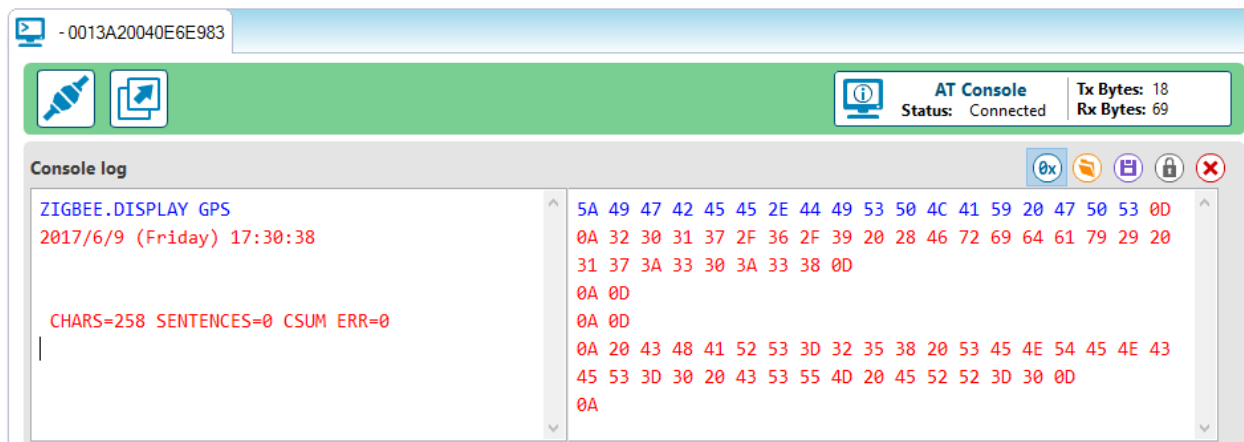 - 0013A20040E6E983
AT Console
Status: Connected
Tx Bytes: 18
Rx Bytes: 69
Console log
0x
ZIGBEE.DISPLAY GPS
2017/6/9 (Friday) 17:30:38
CHARS=258 SENTENCES=0 CSUM ERR=0
5A 49 47 42 45 45 2E 44 49 53 50 4C 41 59 20 47 50 53 0D
0A 32 30 31 37 2F 36 2F 39 20 28 46 72 69 64 61 79 29 20
31 37 3A 33 30 3A 33 38 0D
0A 0D
0A 0D
0A 20 43 48 41 52 53 3D 32 35 38 20 53 45 4E 54 45 4E 43
45 53 3D 30 20 43 53 55 4D 20 45 52 52 3D 30 0D
0A